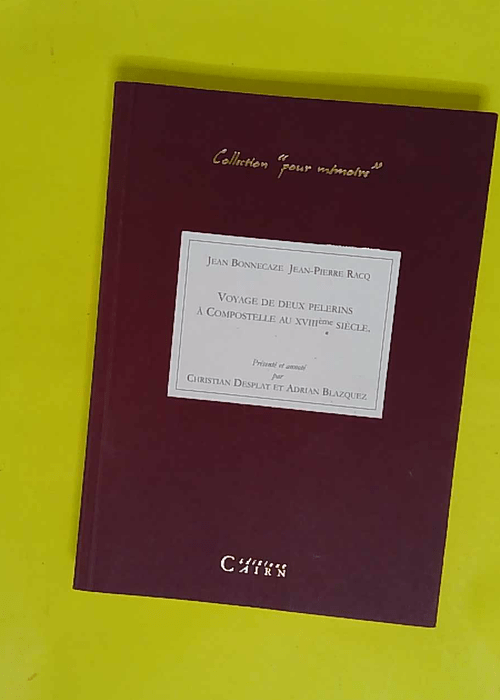 Collection "pour mémoire"
JEAN BONNECAZE JEAN-PIERRE RACQ
VOYAGE DE DEUX PELERINS
À COMPOSTELLE AU XVIIIème SIÈCLE.
Présenté et annoté
par
CHRISTIAN DESPLAT ET ADRIAN BLAZQUEZ
éditions
CAIRN